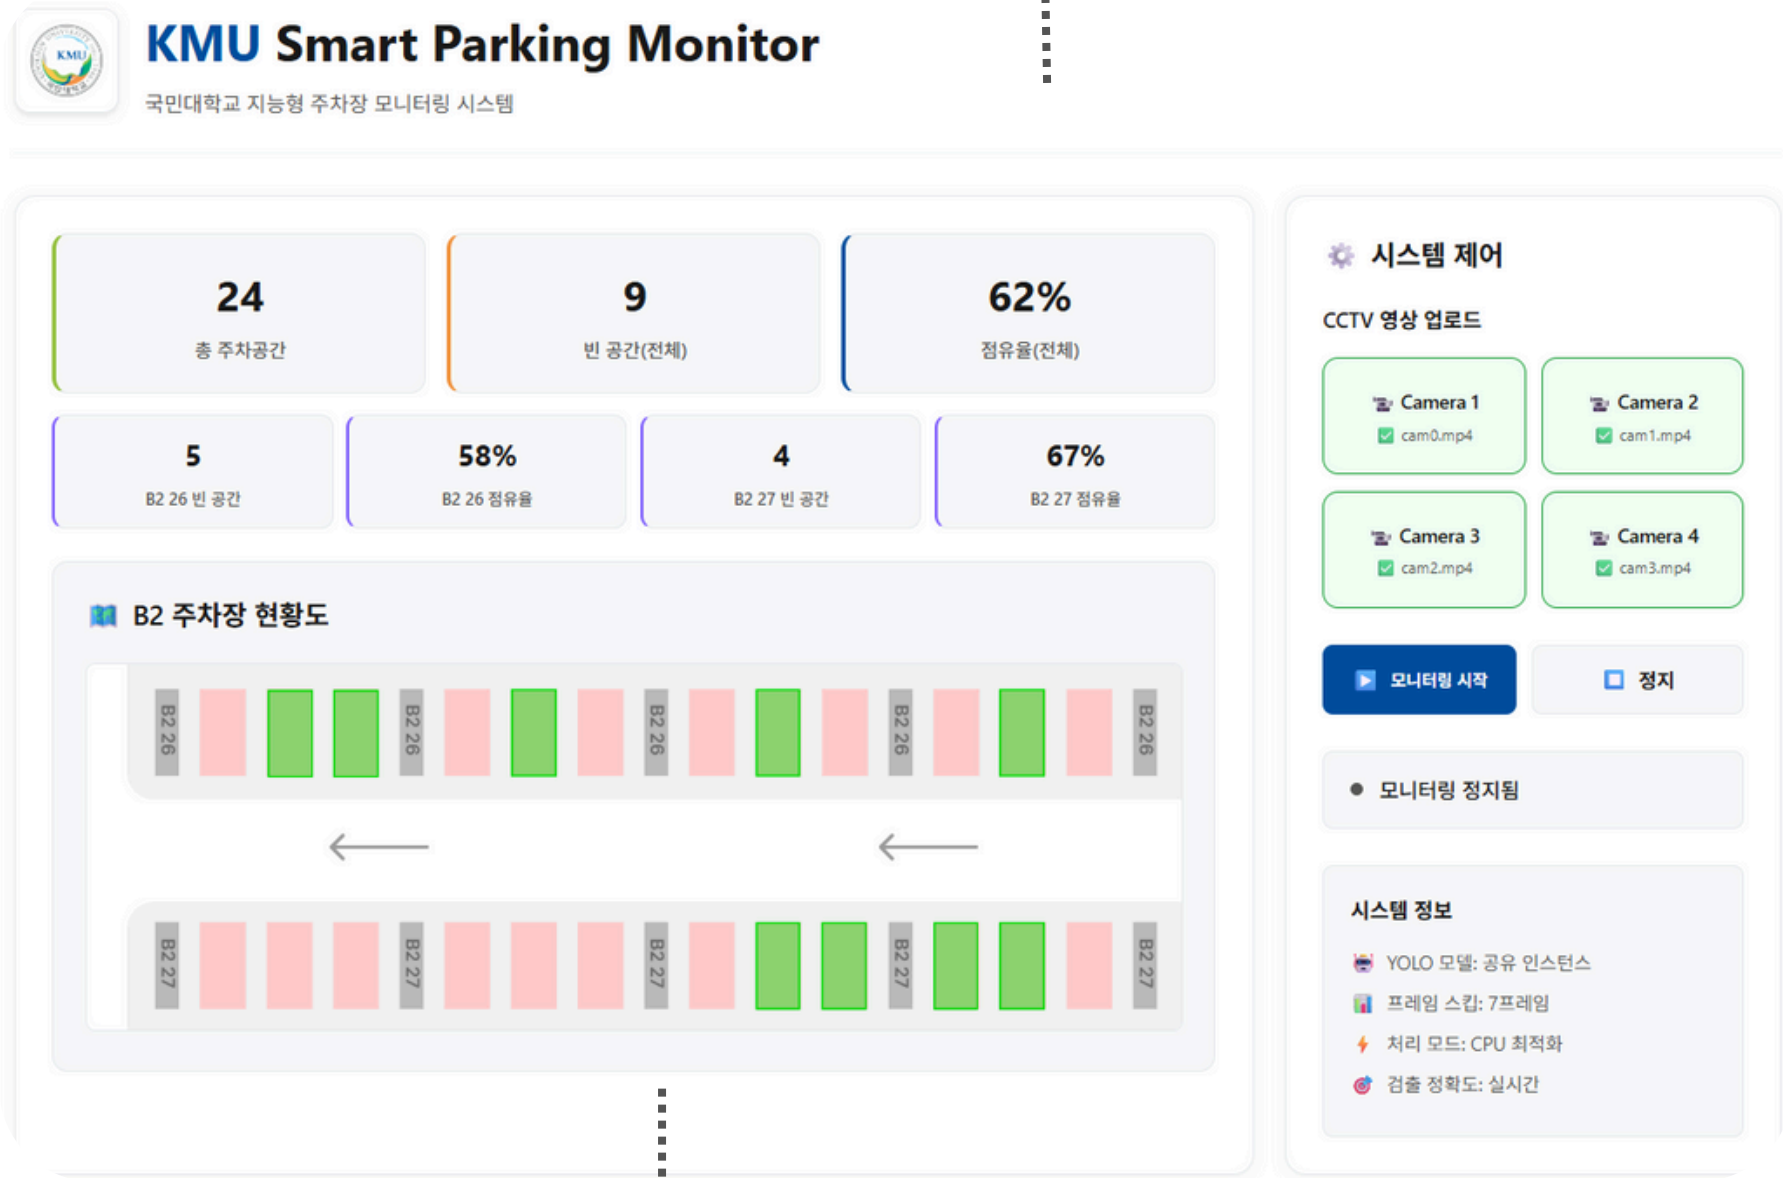 KMU
KMU Smart Parking Monitor
국민대학교 지능형 주차장 모니터링 시스템
24
총 주차공간
9
빈 공간(전체)
62%
점유율(전체)
5
B2 26 빈 공간
58%
B2 26 점유율
4
B2 27 빈 공간
67%
B2 27 점유율
B2 주차장 현황도
B2 26
B2 26
B2 26
B2 26
B2 26
B2 27
B2 27
B2 27
B2 27
B2 27
시스템 제어
CCTV 영상 업로드
Camera 1
cam0.mp4
Camera 2
cam1.mp4
Camera 3
cam2.mp4
Camera 4
cam3.mp4
모니터링 시작
정지
모니터링 정지됨
시스템 정보
YOLO 모델: 공유 인스턴스
프레임 스킵: 7프레임
처리 모드: CPU 최적화
검출 정확도: 실시간